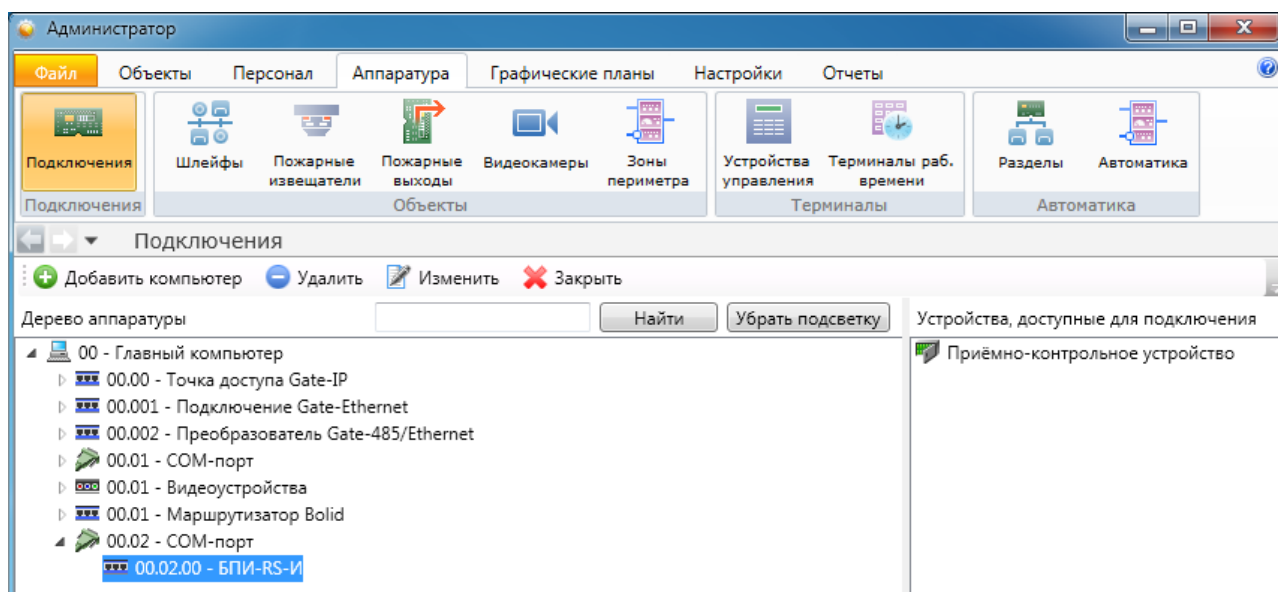 Администратор
Файл Объекты Персонал Аппаратура Графические планы Настройки Отчеты
Подключения Шлейфы Пожарные извещатели Пожарные выходы Видеокамеры Зоны периметра Устройства управления Терминалы раб. времени Разделы Автоматика
Подключения Объекты Терминалы Автоматика
Подключения
Добавить компьютер Удалить Изменить Закрыть
Дерево аппаратуры Найти Убрать подсветку Устройства, доступные для подключения
00 - Главный компьютер Приёмно-контрольное устройство
00.00 - Точка доступа Gate-IP
00.001 - Подключение Gate-Ethernet
00.002 - Преобразователь Gate-485/Ethernet
00.01 - COM-порт
00.01 - Видеоустройства
00.01 - Маршрутизатор Bolid
00.02 - COM-порт
00.02.00 - БПИ-RS-И